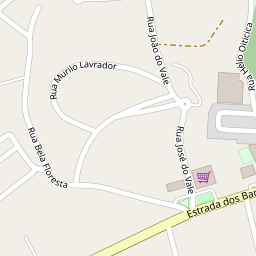 Rua João do Vale
Rua Hélio Oiticica
Rua Murilo Lavrador
Rua Bela Floresta
Rua José do Vale
Estrada dos Ban